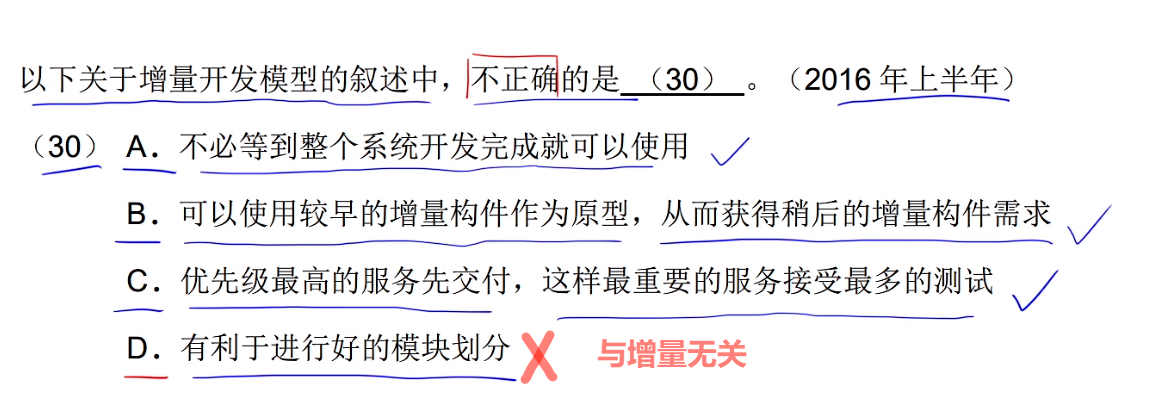 以下关于增量开发模型的叙述中，不正确的是 （30） 。（2016 年上半年）
（30） A．不必等到整个系统开发完成就可以使用
B．可以使用较早的增量构件作为原型，从而获得稍后的增量构件需求
C．优先级最高的服务先交付，这样最重要的服务接受最多的测试
D．有利于进行好的模块划分 与增量无关